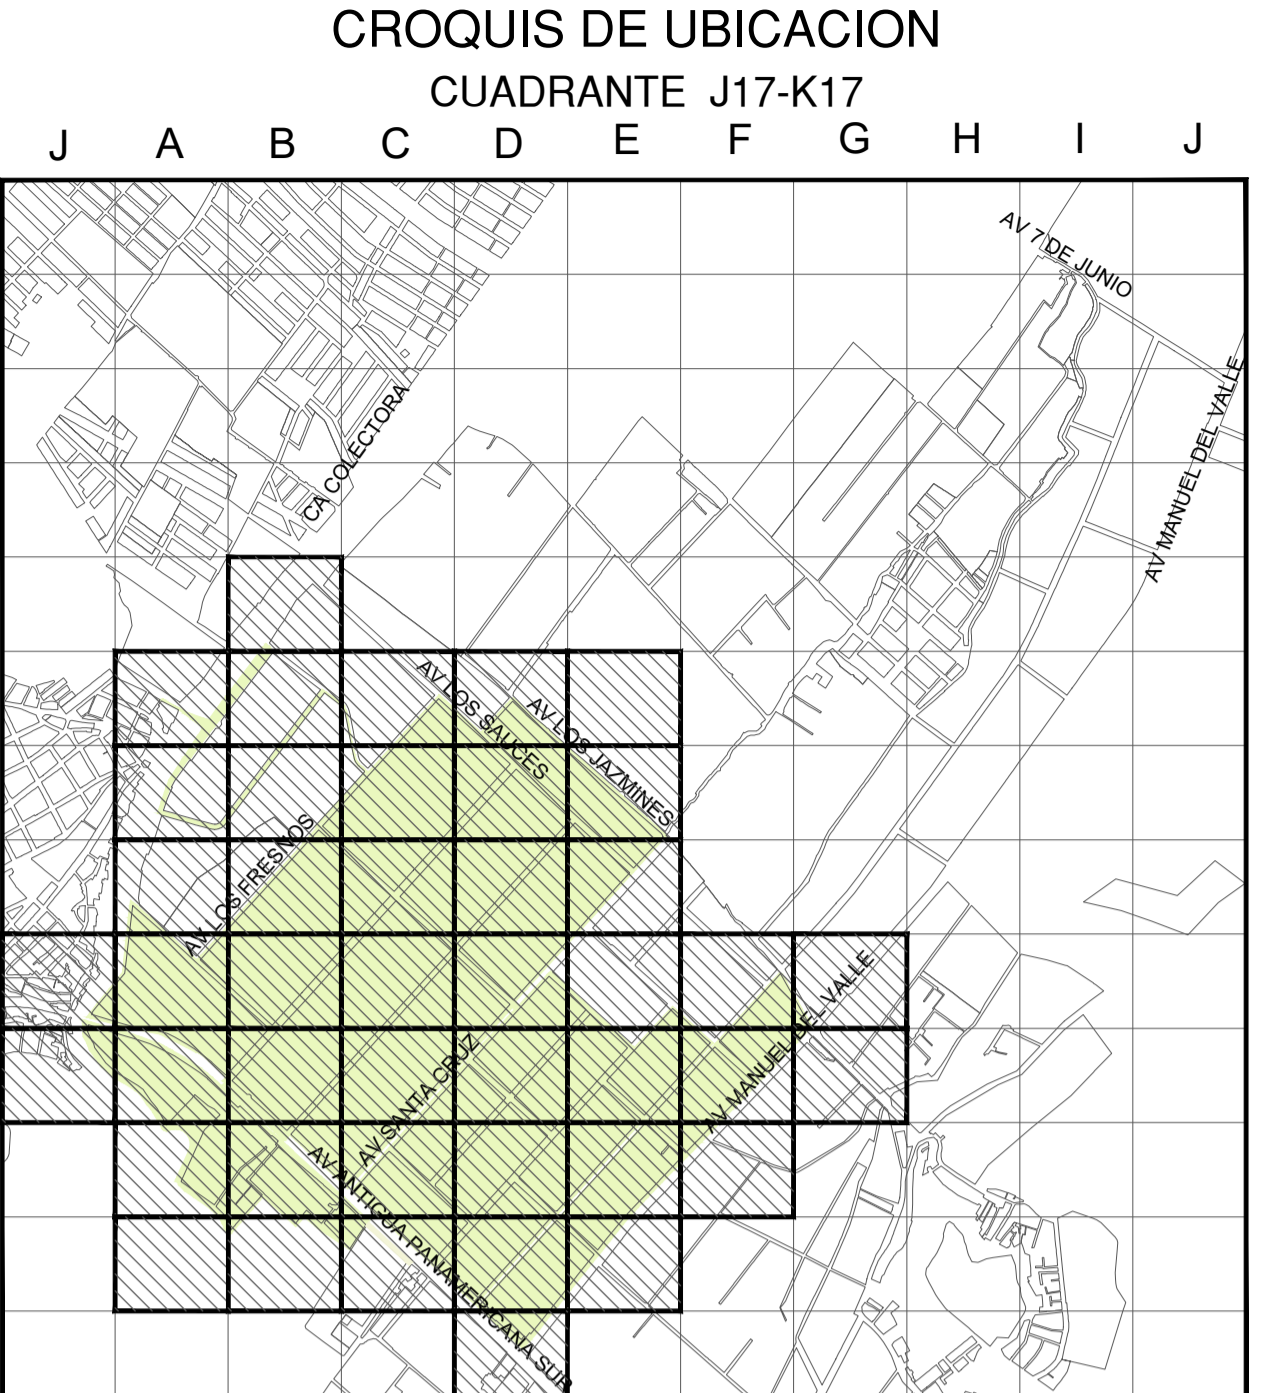 CROQUIS DE UBICACION
CUADRANTE J17-K17
J A B C D E F G H I J
AV 7 DE JUNIO
AV MANUEL DEL VALLE
CA COLECTORA
AV LOS SAUCES
AV LOS JAZMINES
AV LOS FRESNOS
AV MANUEL DEL VALLE
AV SANTA CRUZ
AV ANTIGUA PANAMERICANA SUR